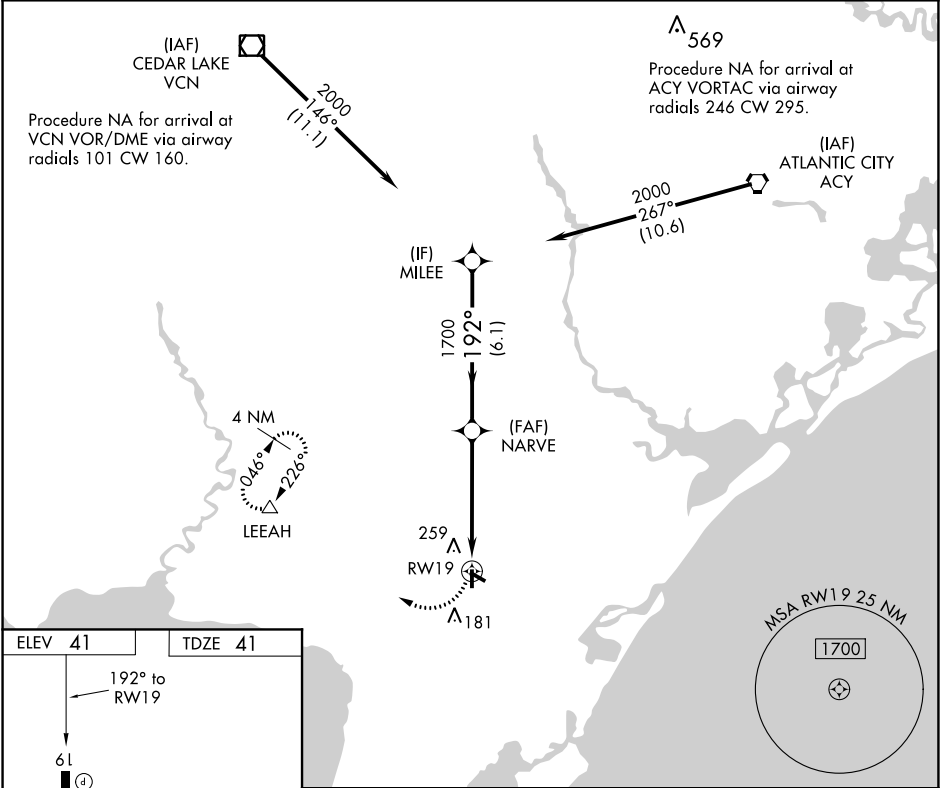 (IAF)
CEDAR LAKE
VCN
Procedure NA for arrival at
VCN VOR/DME via airway
radials 101 CW 160.
2000
146°
(11.1)
569
Procedure NA for arrival at
ACY VORTAC via airway
radials 246 CW 295.
(IAF)
ATLANTIC CITY
ACY
2000
267°
(10.6)
(IF)
MILEE
1700
192°
(6.1)
(FAF)
NARVE
4 NM
046°
226°
LEEAH
259
RW19
181
MSA RW19 25 NM
1700
ELEV 41
TDZE 41
192° to
RW19
19
P